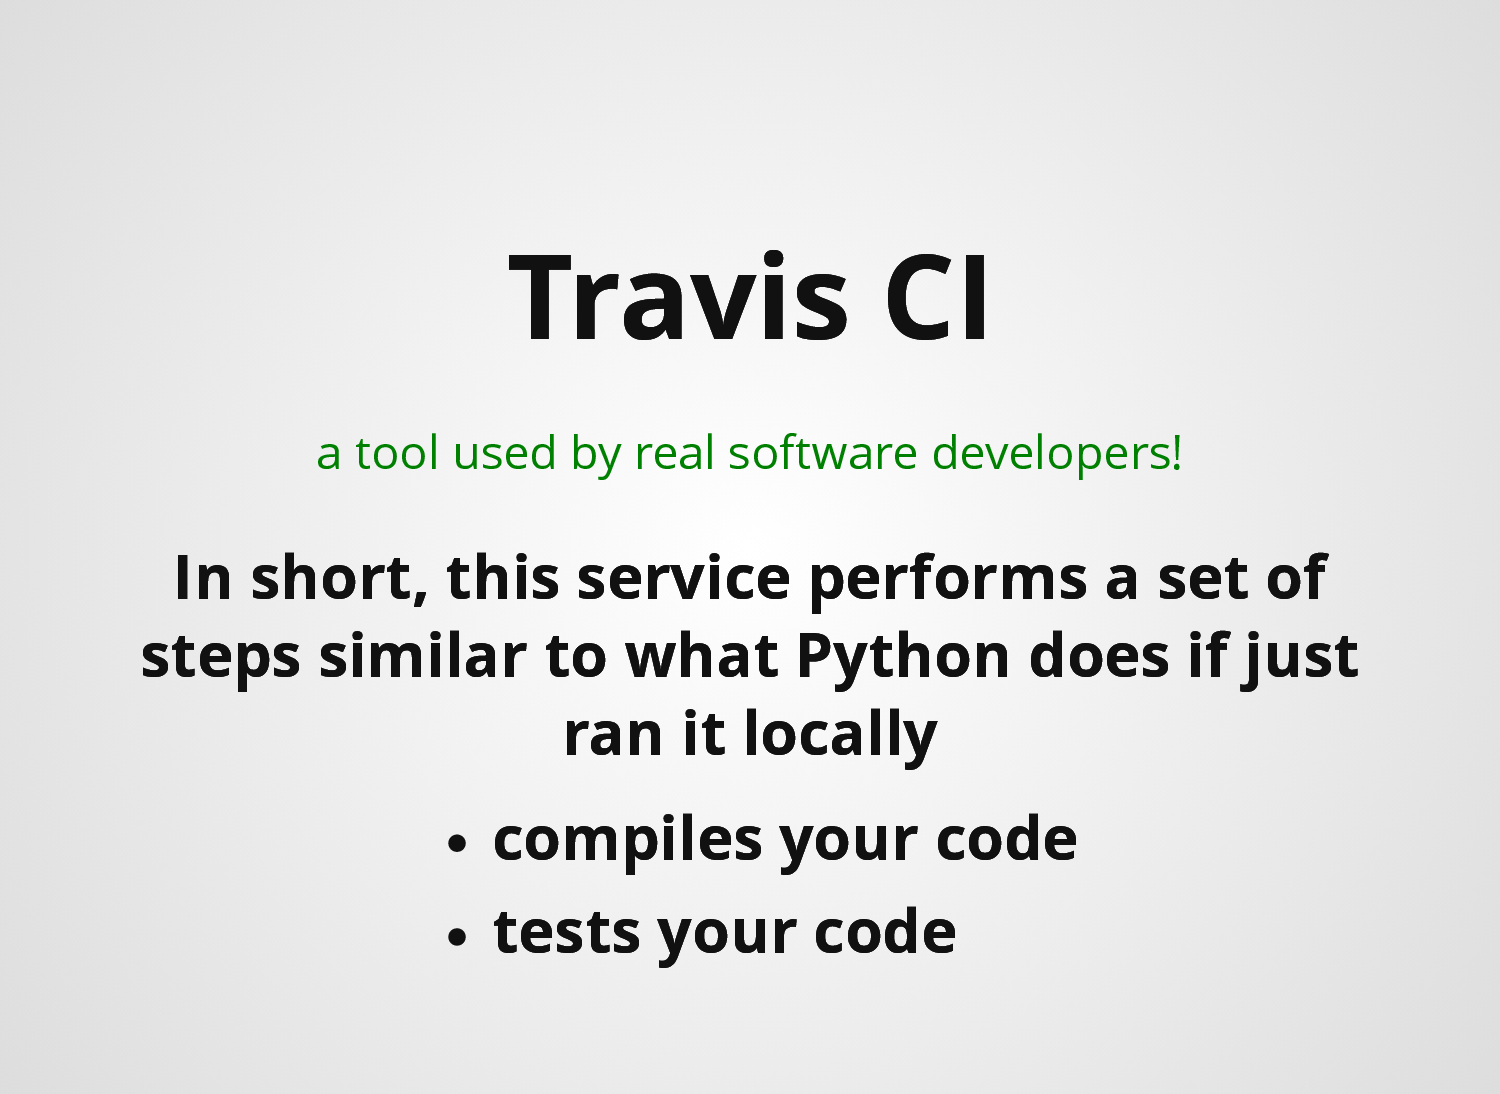 Travis CI
a tool used by real software developers!
In short, this service performs a set of
steps similar to what Python does if just
ran it locally
• compiles your code
• tests your code